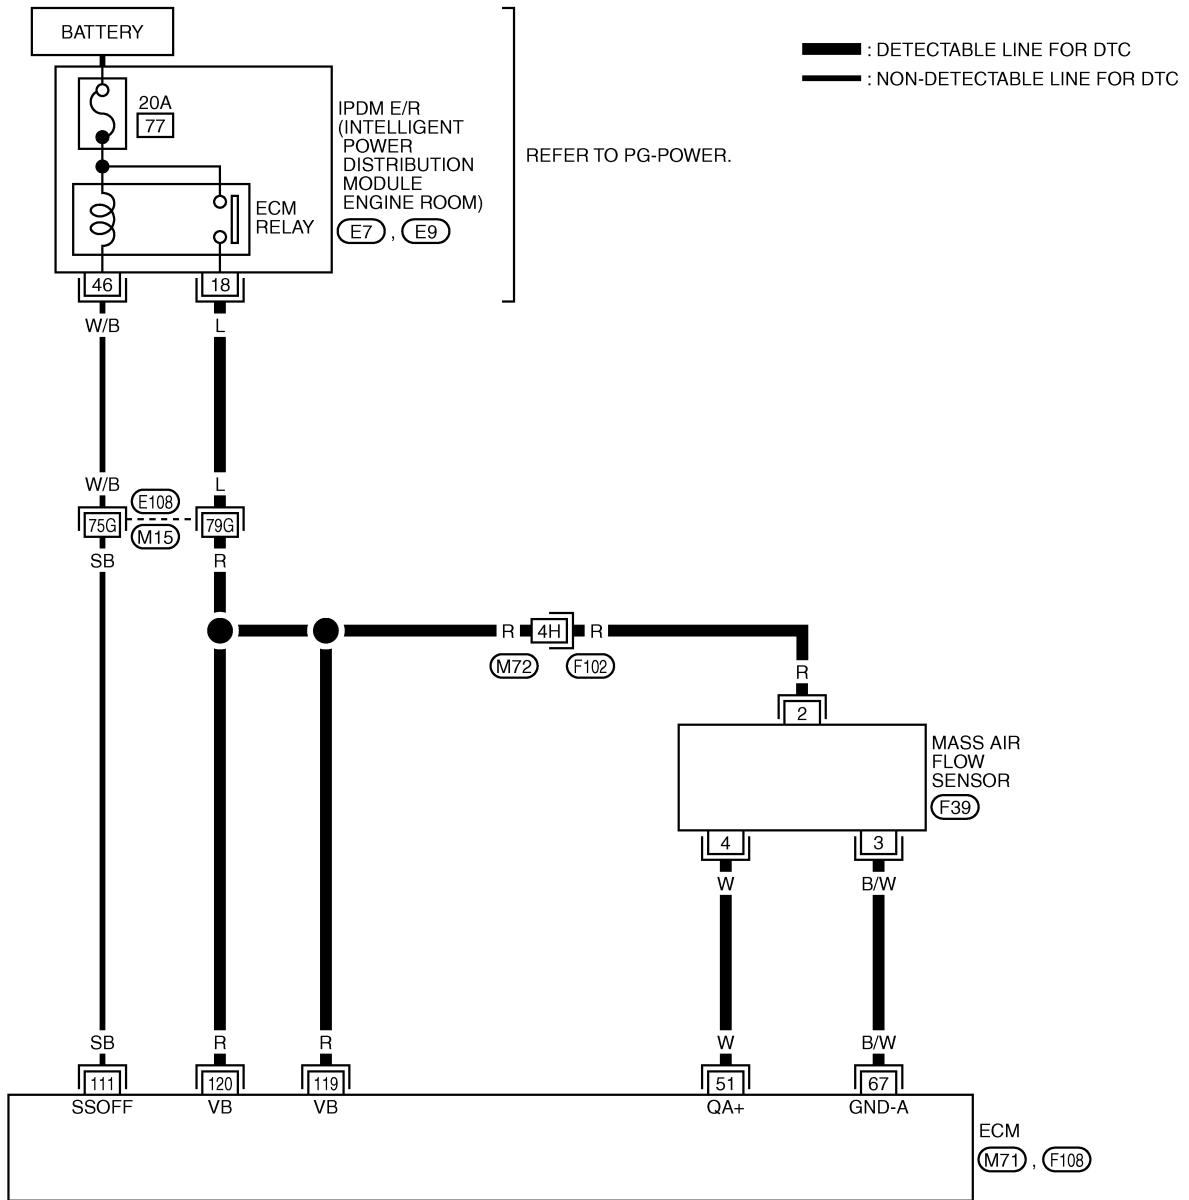 BATTERY
: DETECTABLE LINE FOR DTC
: NON-DETECTABLE LINE FOR DTC
20A
77
IPDM E/R
(INTELLIGENT
POWER
DISTRIBUTION
MODULE
ENGINE ROOM)
E7 , E9
REFER TO PG-POWER.
ECM
RELAY
46 18
W/B L
W/B L
E108
75G 79G
M15
SB R
R 4H R
M72 F102
R
2
MASS AIR
FLOW
SENSOR
F39
4 3
W B/W
SB R R W B/W
111 120 119 51 67
SSOFF VB VB QA+ GND-A
ECM
M71 , F108